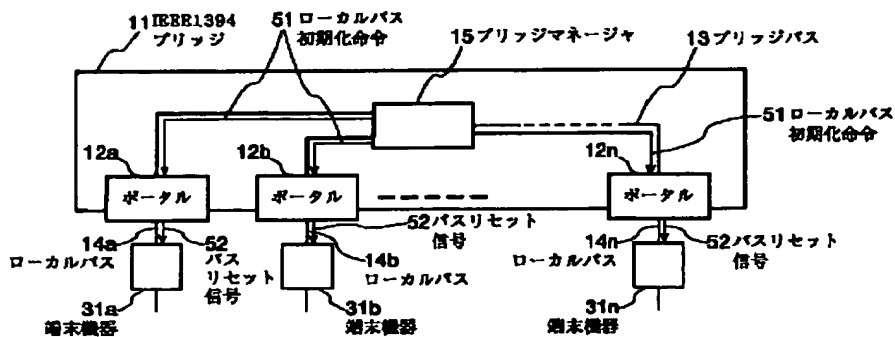 11 IEEE1394
ブリッジ
51 ローカルバス
初期化命令
15 ブリッジマネージャ
13 ブリッジバス
51 ローカルバス
初期化命令
12a
12b
12n
ポータル
ポータル
ポータル
14a
ローカルバス
52
バス
リセット
信号
52 バスリセット
信号
14b
ローカルバス
14n
ローカルバス
52 バスリセット
信号
31a
端末機器
31b
端末機器
31n
端末機器